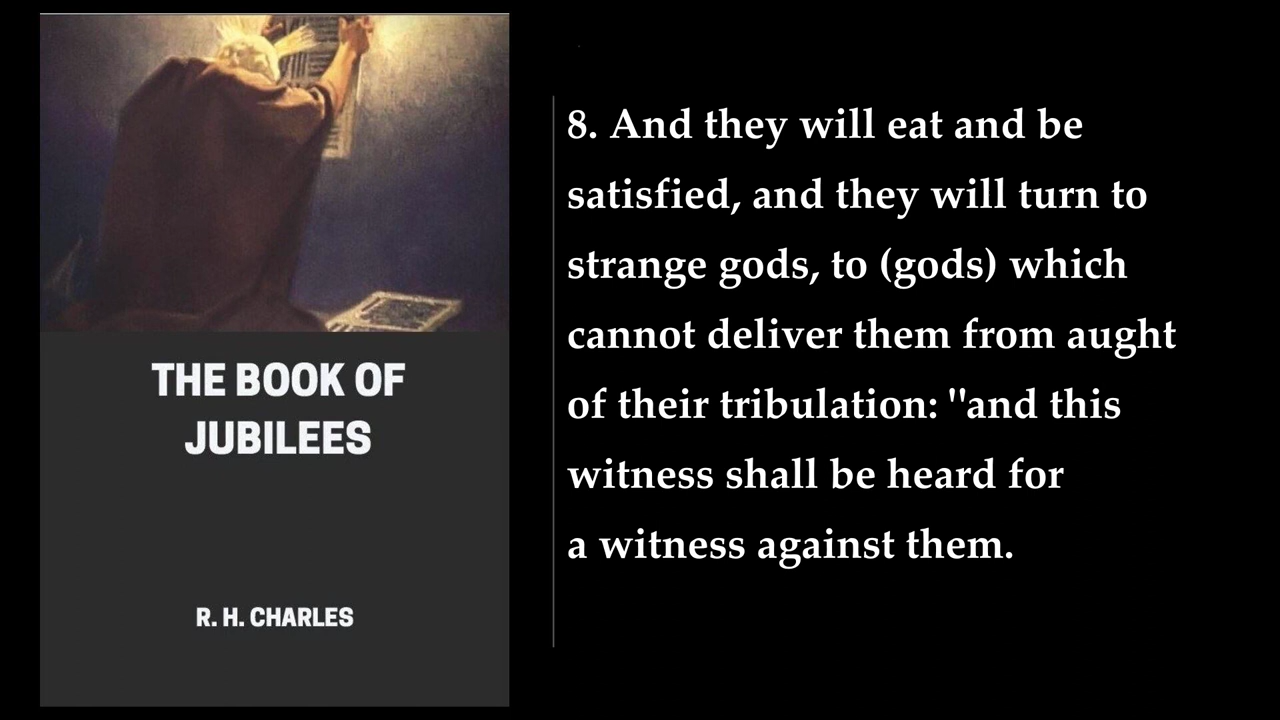 THE BOOK OF
JUBILEES
R. H. CHARLES
8. And they will eat and be
satisfied, and they will turn to
strange gods, to (gods) which
cannot deliver them from aught
of their tribulation: "and this
witness shall be heard for
a witness against them.